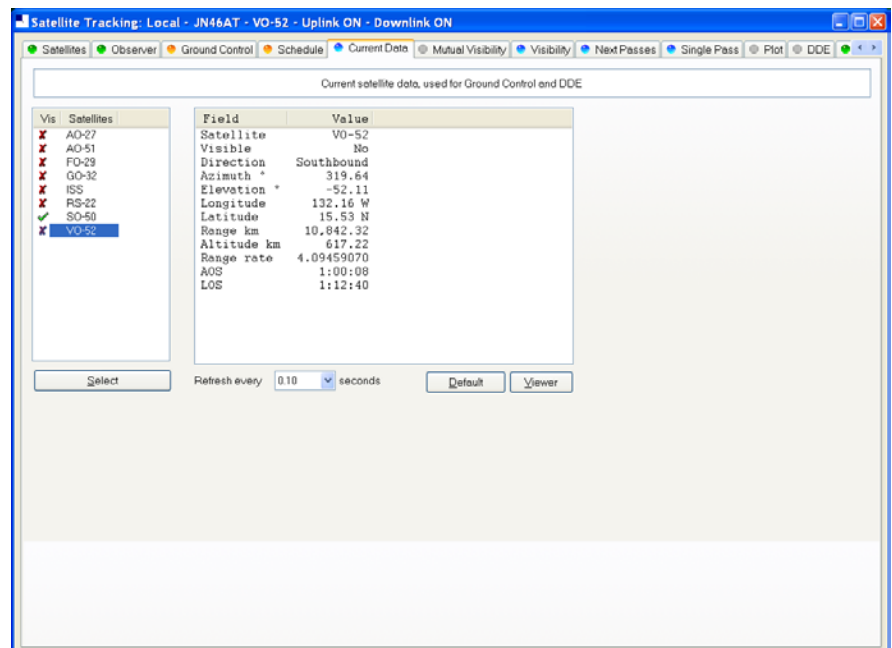 Satellite Tracking: Local - JN46AT - VO-52 - Uplink ON - Downlink ON
Satellites Observer Ground Control Schedule Current Data Mutual Visibility Visibility Next Passes Single Pass Plot DDE
Current satellite data, used for Ground Control and DDE
Vis Satellites
AO-27
AO-51
FO-29
GO-32
ISS
RS-22
SO-50
VO-52
Field Value
Satellite VO-52
Visible No
Direction Southbound
Azimuth ° 319.64
Elevation ° -52.11
Longitude 132.16 W
Latitude 15.53 N
Range km 10,842.32
Altitude km 617.22
Range rate 4.09459070
AOS 1:00:08
LOS 1:12:40
Select
Refresh every 0.10 seconds
Default Viewer